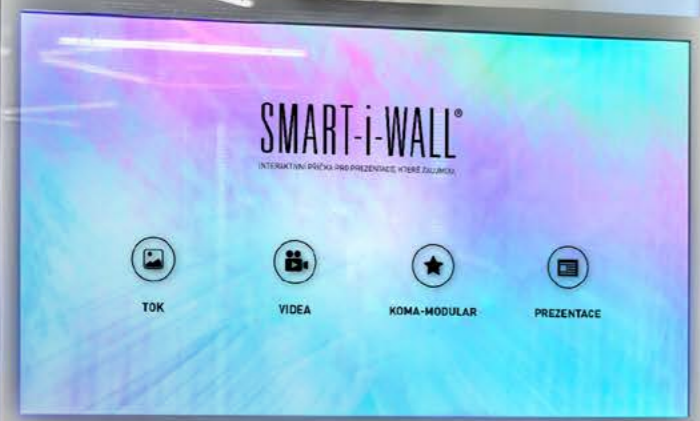 SMART-i-WALL®
INTERAKTIVNÍ PŘÍČKA PRO PREZENTACE, KTERÉ ZAUJMOU
TOK
VIDEA
KOMA-MODULAR
PREZENTACE